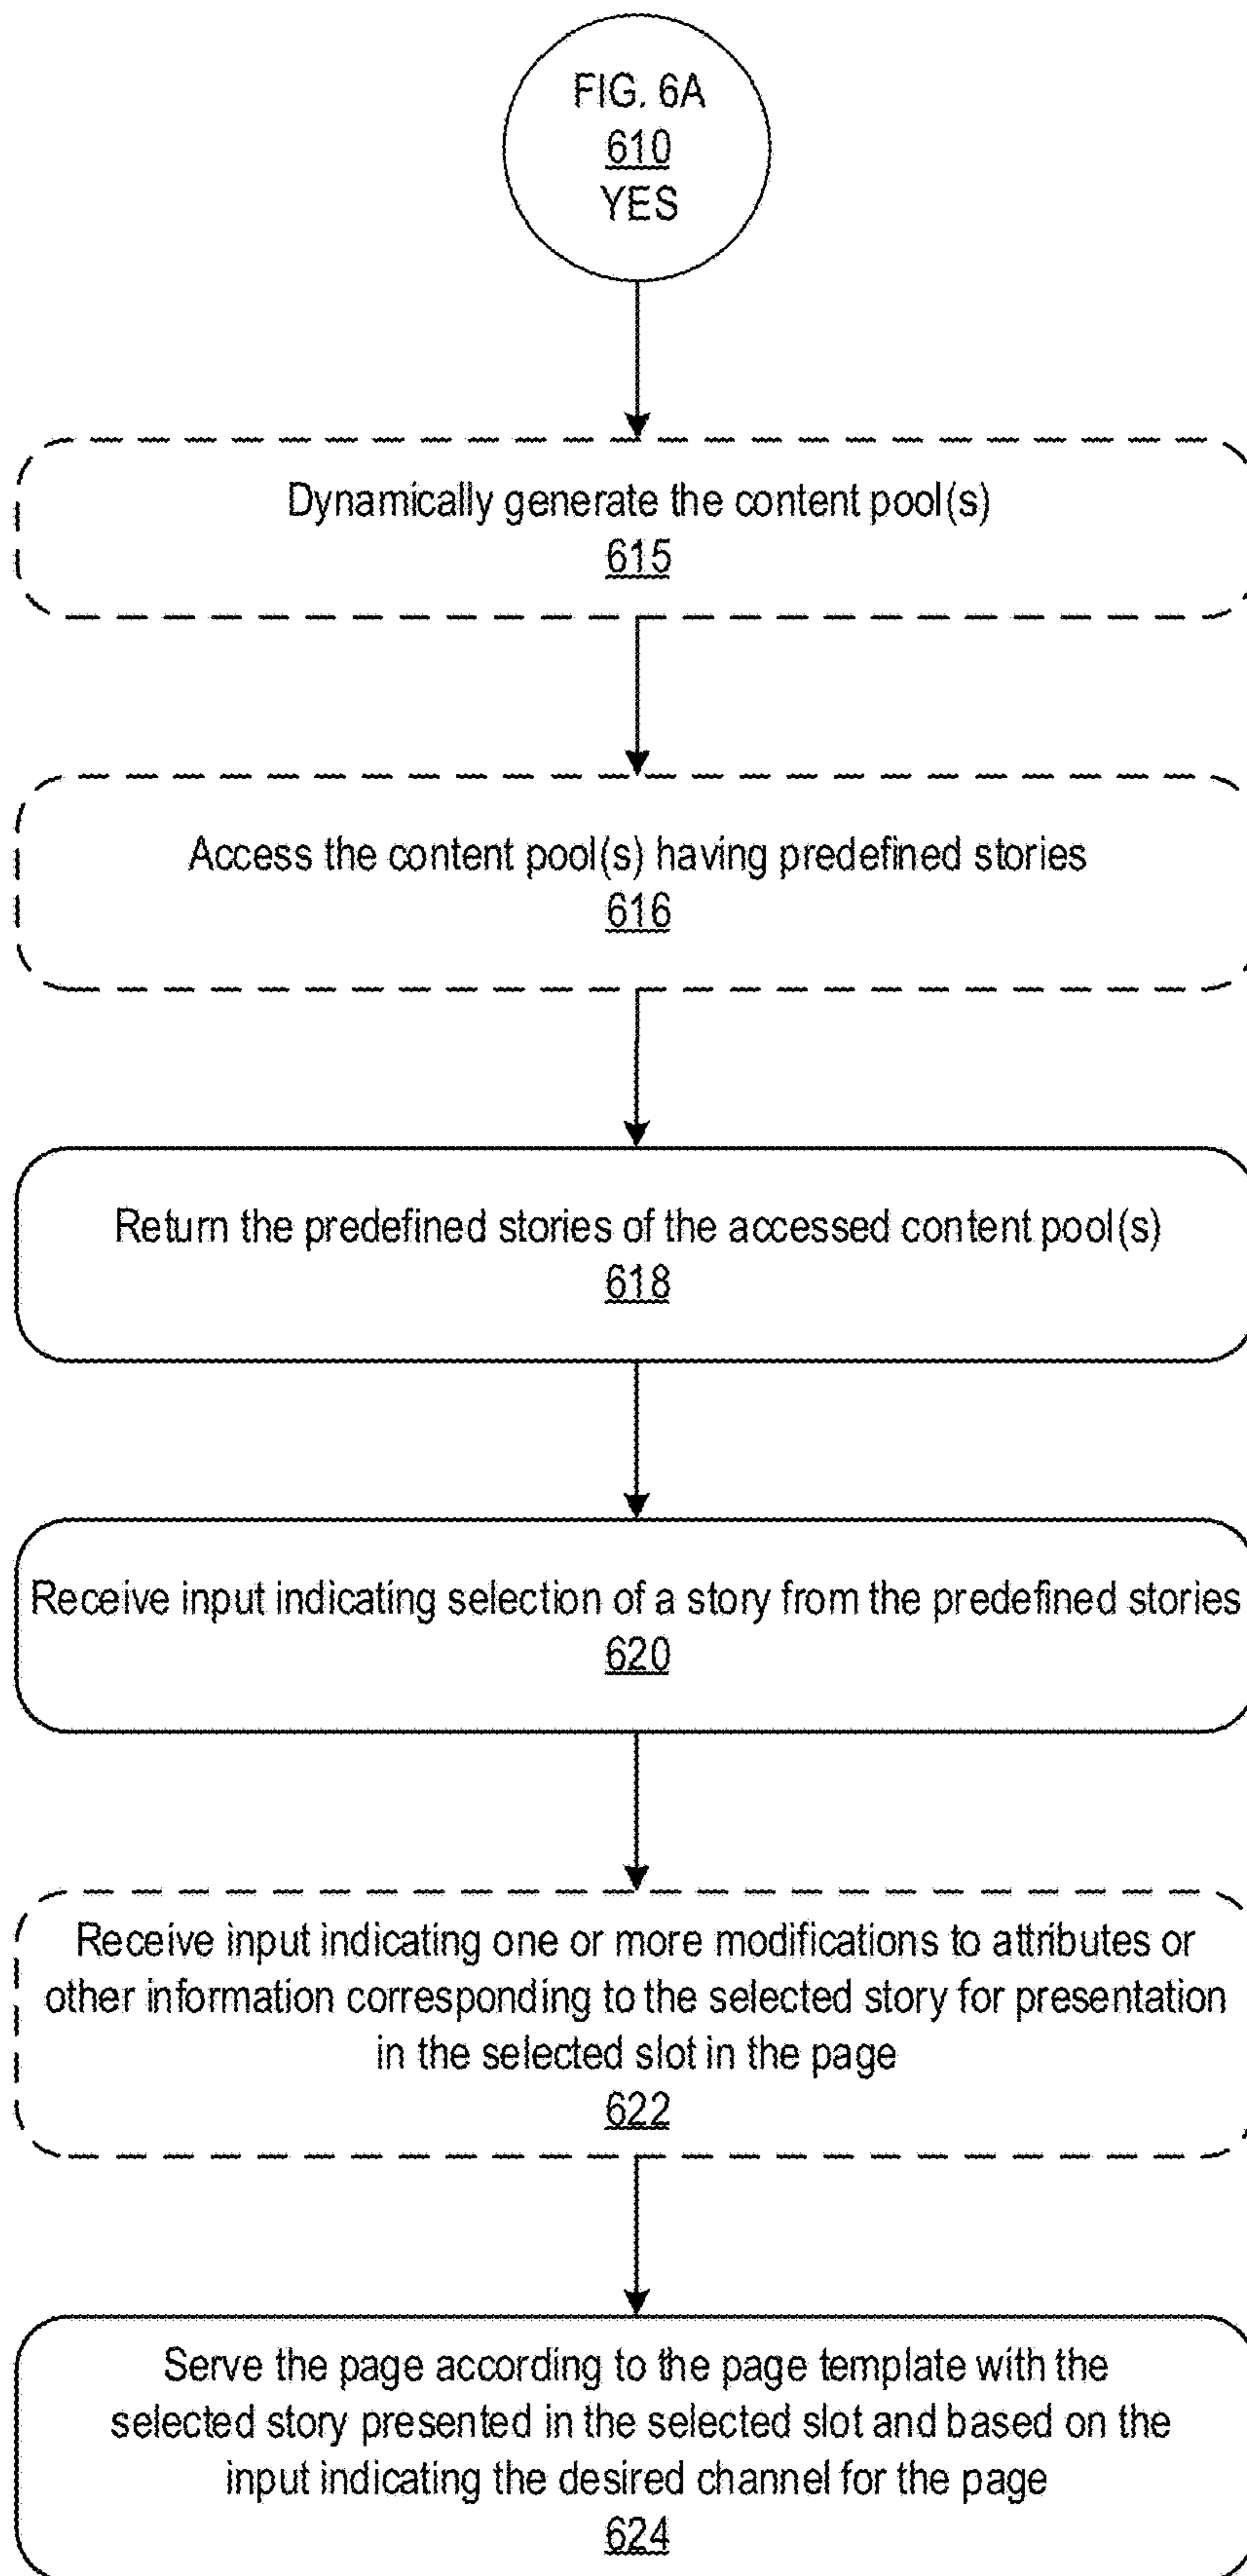 FIG. 6A
610
YES
Dynamically generate the content pool(s)
615
Access the content pool(s) having predefined stories
616
Return the predefined stories of the accessed content pool(s)
618
Receive input indicating selection of a story from the predefined stories
620
Receive input indicating one or more modifications to attributes or
other information corresponding to the selected story for presentation
in the selected slot in the page
622
Serve the page according to the page template with the
selected story presented in the selected slot and based on the
input indicating the desired channel for the page
624